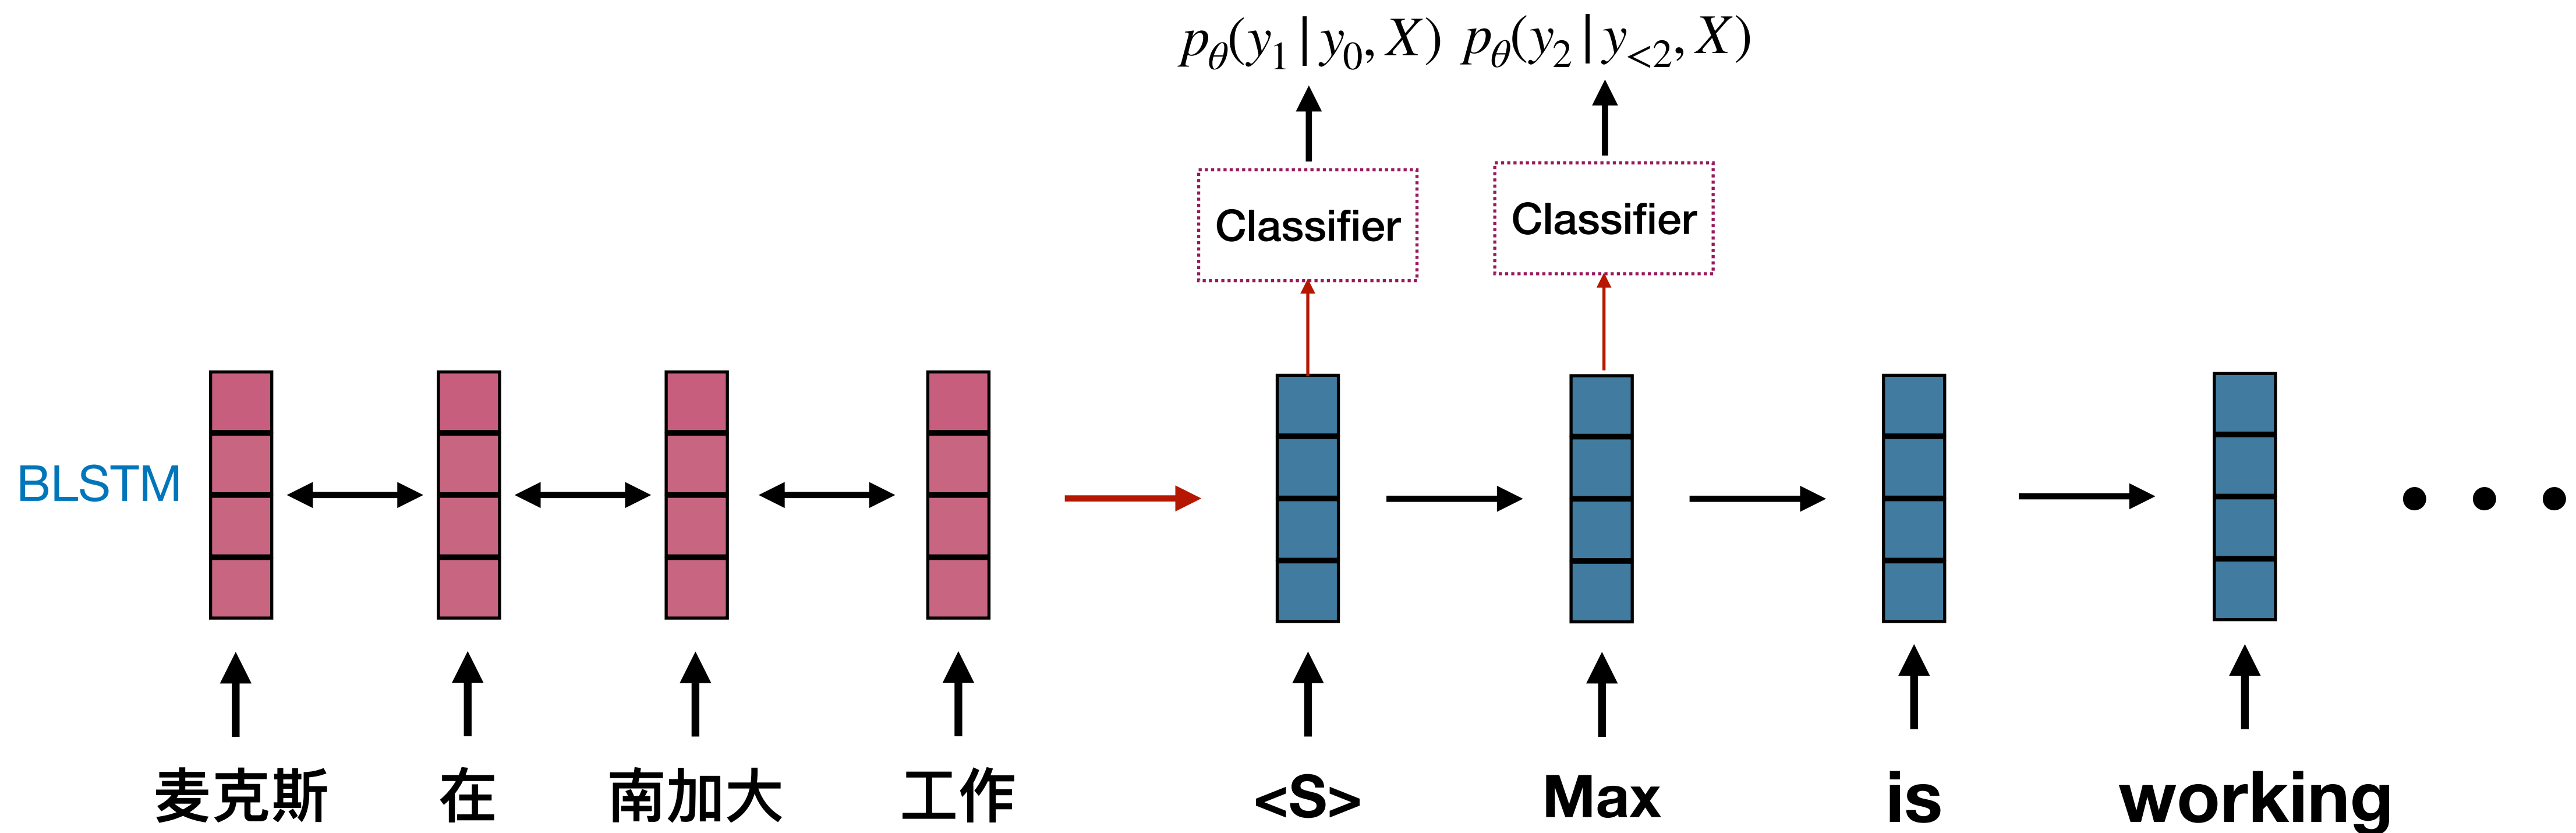 pθ(y1|y0, X) pθ(y2|y<2, X)
Classifier Classifier
BLSTM
麦克斯 在 南加大 工作 <S> Max is working